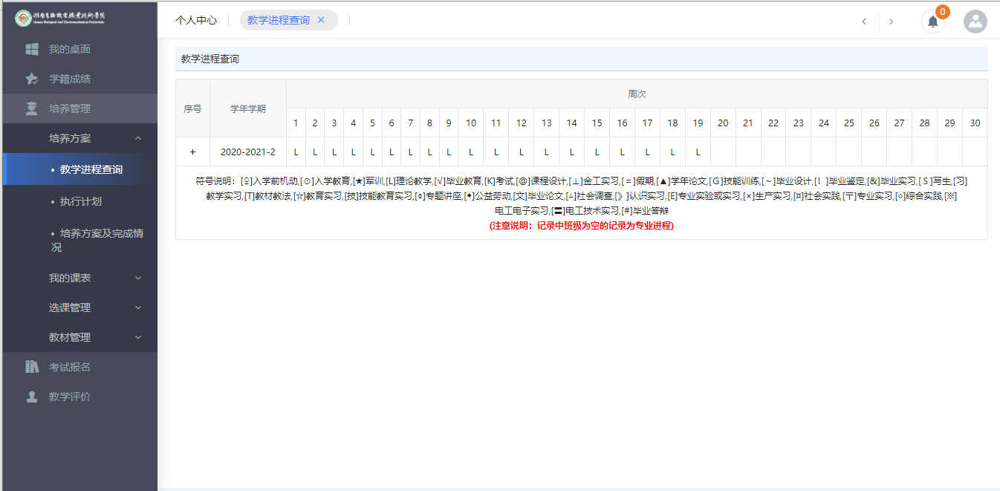 湖南生物机电职业技术学院
Hunan Biological And Electromechanical Polytechnic
个人中心
教学进程查询 ×
0
我的桌面
学籍成绩
培养管理
培养方案
• 教学进程查询
• 执行计划
• 培养方案及完成情
况
我的课表
选课管理
教材管理
考试报名
教学评价
教学进程查询
序号 学年学期 周次
1 2 3 4 5 6 7 8 9 10 11 12 13 14 15 16 17 18 19 20 21 22 23 24 25 26 27 28 29 30
+ 2020-2021-2 L L L L L L L L L L L L L L L L L L L
符号说明：[♀]入学前机动,[⊙]入学教育,[★]军训,[L]理论教学,[√]毕业教育,[K]考试,[@]课程设计,[⊥]金工实习,[=]假期,[▲]学年论文,[G]技能训练,[~]毕业设计,[！]毕业鉴定,[&]毕业实习,[S]写生,[习]
教学实习,[T]教材教法,[☆]教育实习,[技]技能教育实习,[⊙]专题讲座,[♦]公益劳动,[文]毕业论文,[△]社会调查,[》]认识实习,[E]专业实验或实习,[×]生产实习,[¤]社会实践,[〒]专业实习,[◇]综合实践,[※]
电工电子实习,[〓]电工技术实习,[#]毕业答辩
(注意说明：记录中班级为空的记录为专业进程)